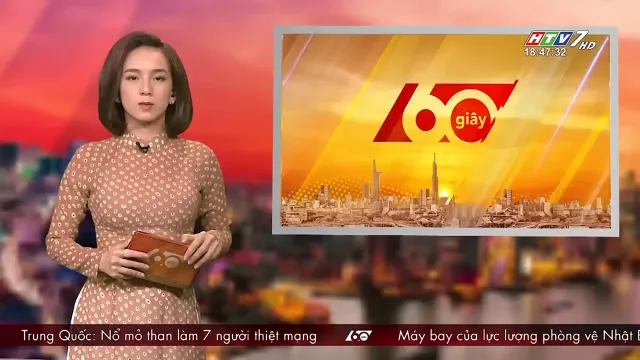 HTV7 HD
18:47:32
60 giây
Trung Quốc: Nổ mỏ than làm 7 người thiệt mạng 60 Máy bay của lực lượng phòng vệ Nhật